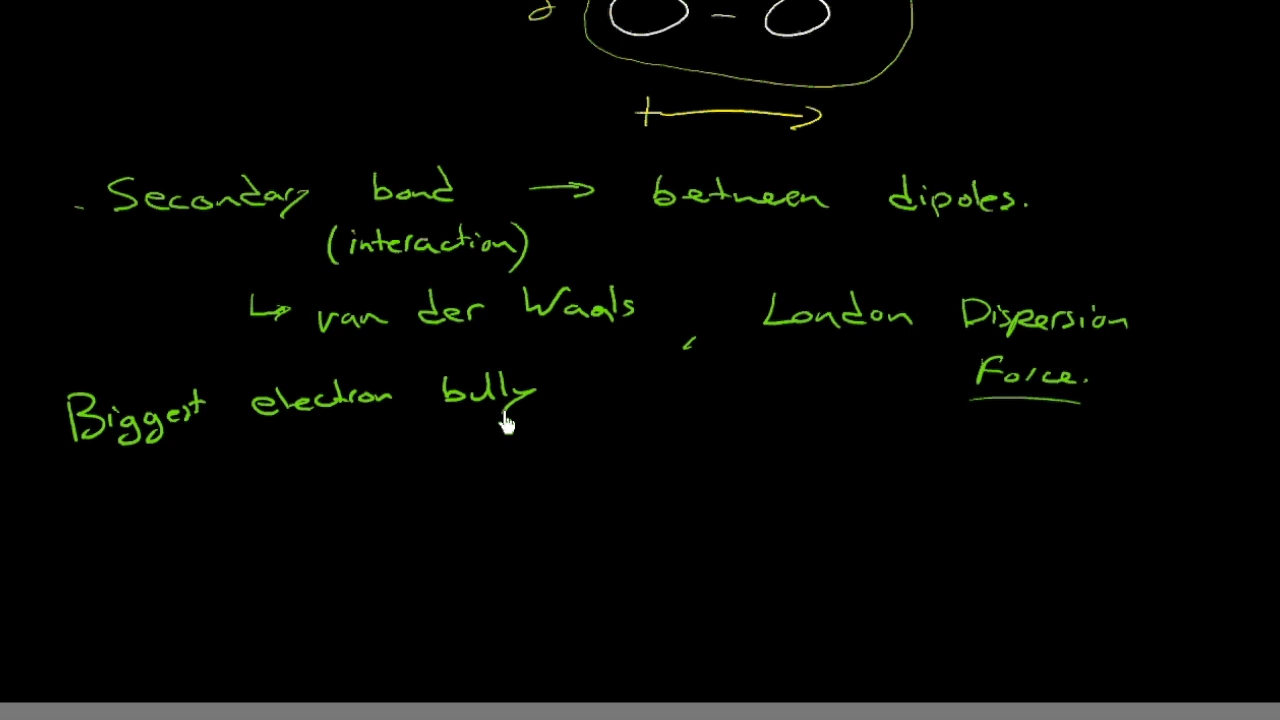 Secondary bond → between dipoles.
(interaction)
↳ van der Waals , London Dispersion
Force.
Biggest electron bully